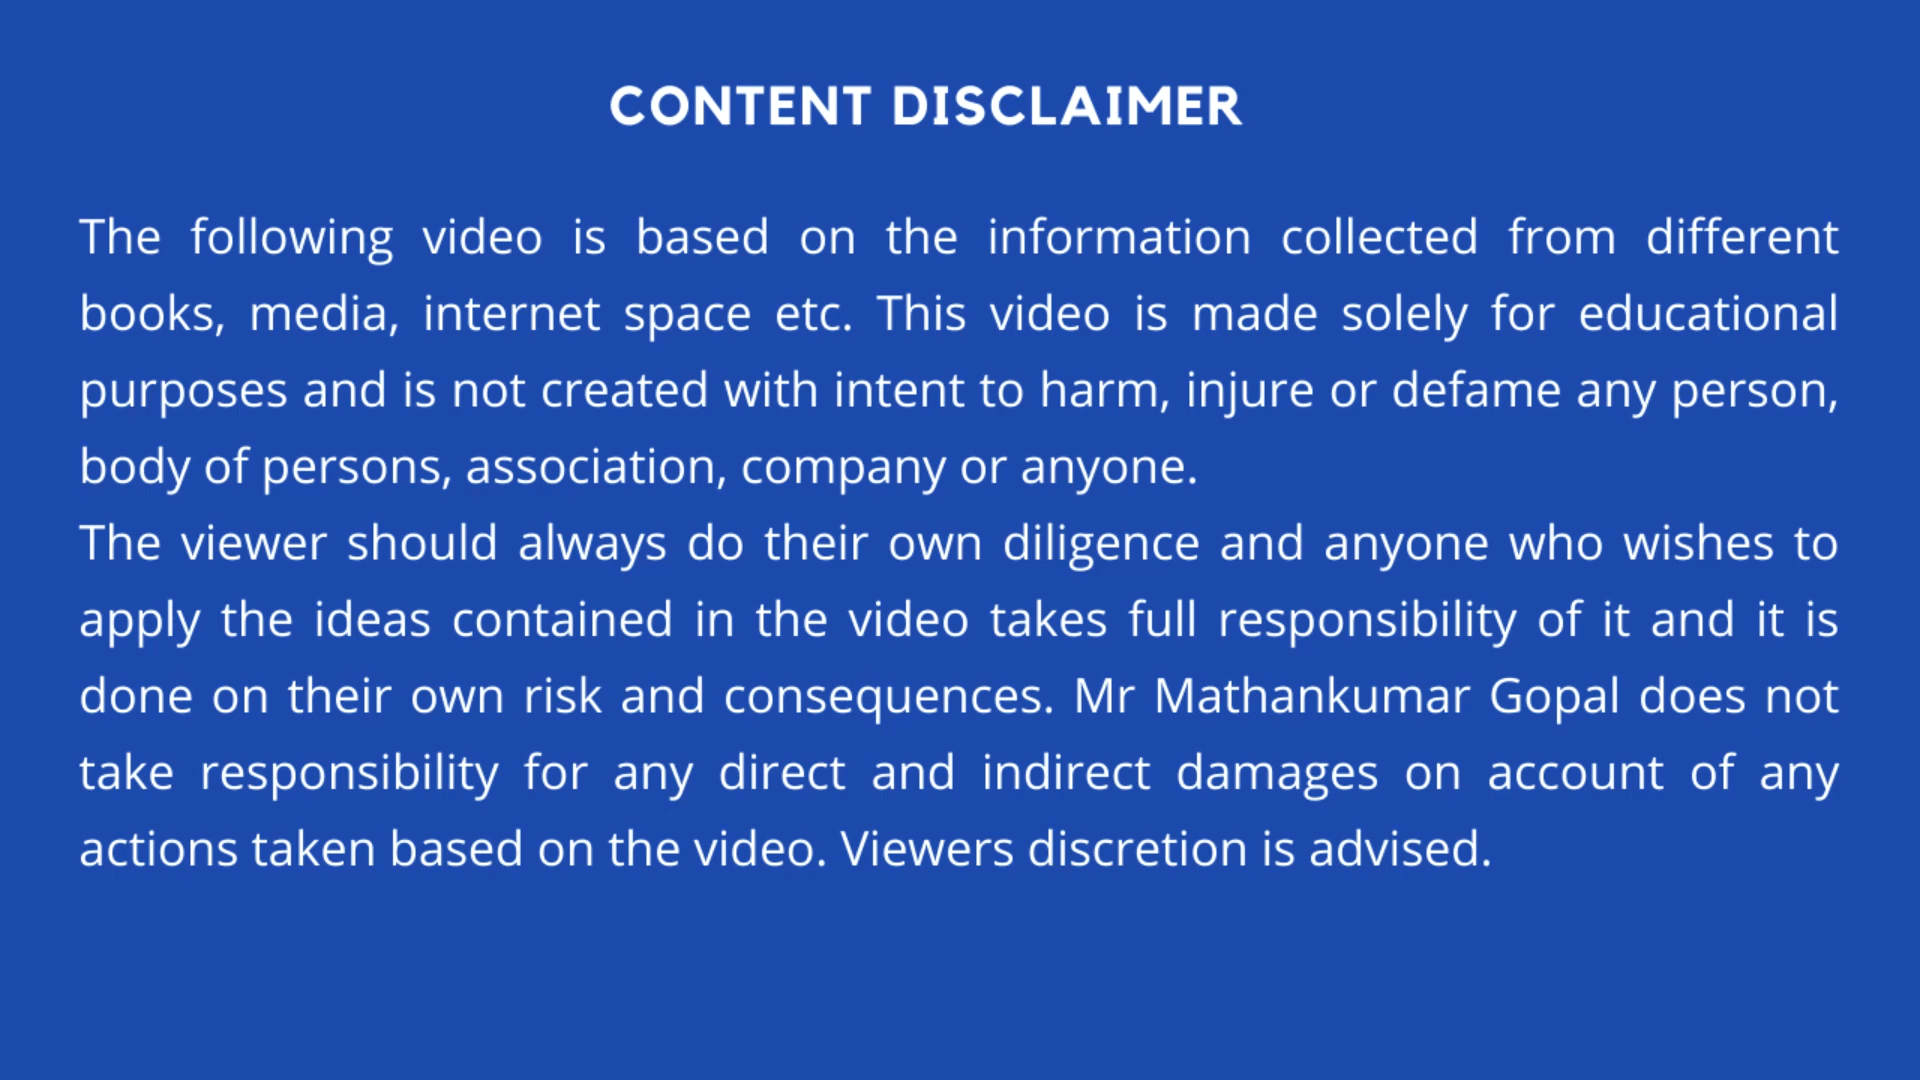 CONTENT DISCLAIMER
The following video is based on the information collected from different
books, media, internet space etc. This video is made solely for educational
purposes and is not created with intent to harm, injure or defame any person,
body of persons, association, company or anyone.
The viewer should always do their own diligence and anyone who wishes to
apply the ideas contained in the video takes full responsibility of it and it is
done on their own risk and consequences. Mr Mathankumar Gopal does not
take responsibility for any direct and indirect damages on account of any
actions taken based on the video. Viewers discretion is advised.